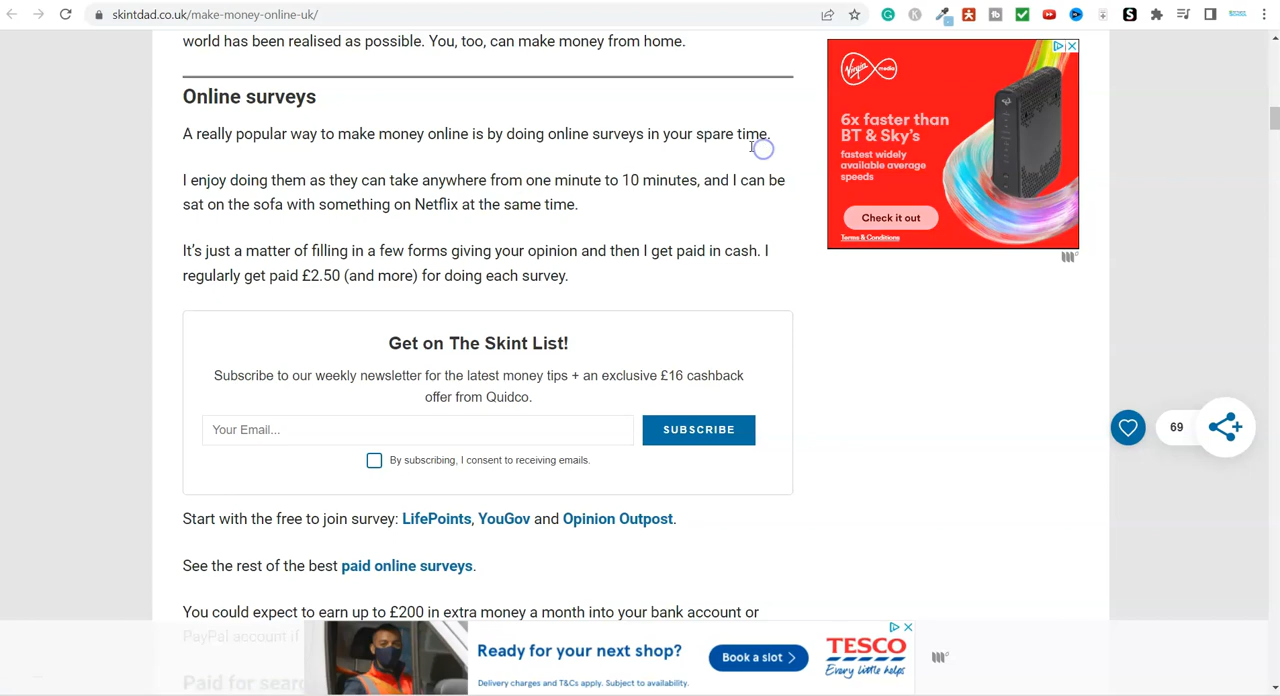 skintdad.co.uk/make-money-online-uk/
world has been realised as possible. You, too, can make money from home.
Online surveys
A really popular way to make money online is by doing online surveys in your spare time.
I enjoy doing them as they can take anywhere from one minute to 10 minutes, and I can be
sat on the sofa with something on Netflix at the same time.
It's just a matter of filling in a few forms giving your opinion and then I get paid in cash. I
regularly get paid £2.50 (and more) for doing each survey.
Get on The Skint List!
Subscribe to our weekly newsletter for the latest money tips + an exclusive £16 cashback
offer from Quidco.
Your Email...
SUBSCRIBE
By subscribing, I consent to receiving emails.
Start with the free to join survey: LifePoints, YouGov and Opinion Outpost.
See the rest of the best paid online surveys.
You could expect to earn up to £200 in extra money a month into your bank account or
PayPal account if
Paid for sear
Virgin
media
6x faster than
BT & Sky's
fastest widely
available average
speeds
Check it out
Terms & Conditions
69
Ready for your next shop?
Delivery charges and T&Cs apply. Subject to availability.
Book a slot
TESCO
Every little helps